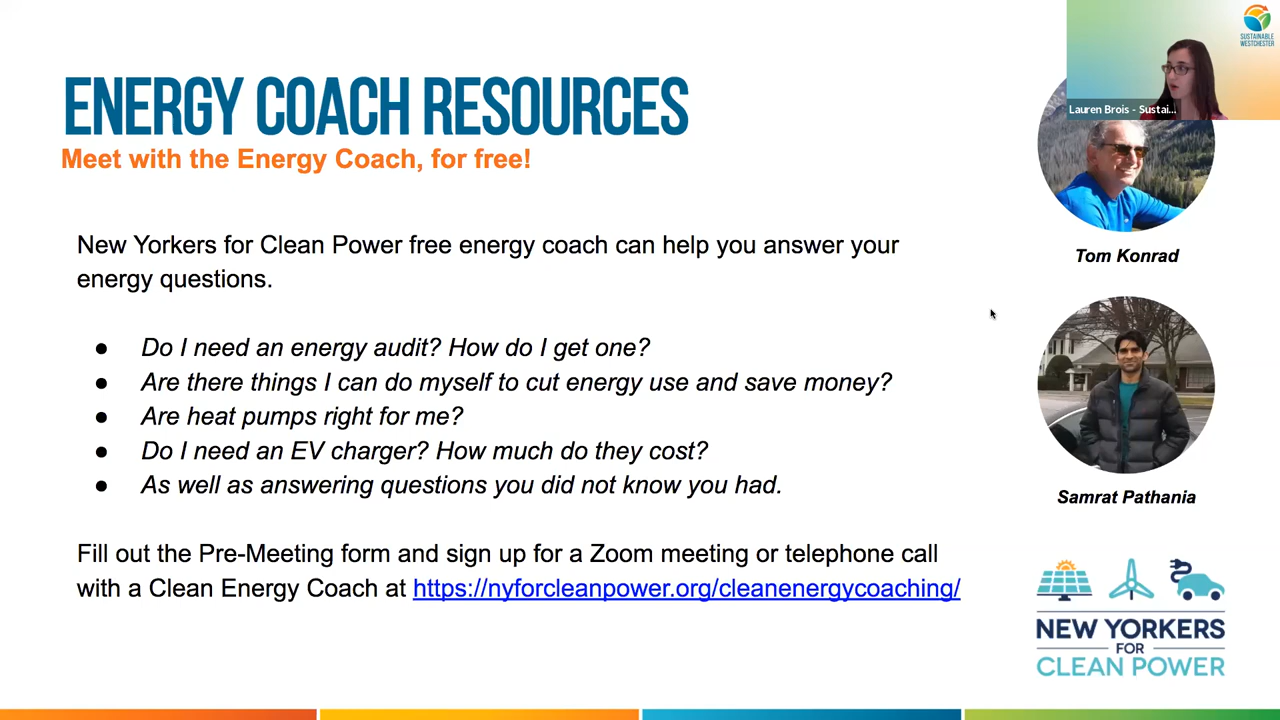 SUSTAINABLE
WESTCHESTER
Lauren Brois - Sustai...
ENERGY COACH RESOURCES
Meet with the Energy Coach, for free!
New Yorkers for Clean Power free energy coach can help you answer your
energy questions.
● Do I need an energy audit? How do I get one?
● Are there things I can do myself to cut energy use and save money?
● Are heat pumps right for me?
● Do I need an EV charger? How much do they cost?
● As well as answering questions you did not know you had.
Fill out the Pre-Meeting form and sign up for a Zoom meeting or telephone call
with a Clean Energy Coach at https://nyforcleanpower.org/cleanenergycoaching/
Tom Konrad
Samrat Pathania
NEW YORKERS
FOR
CLEAN POWER